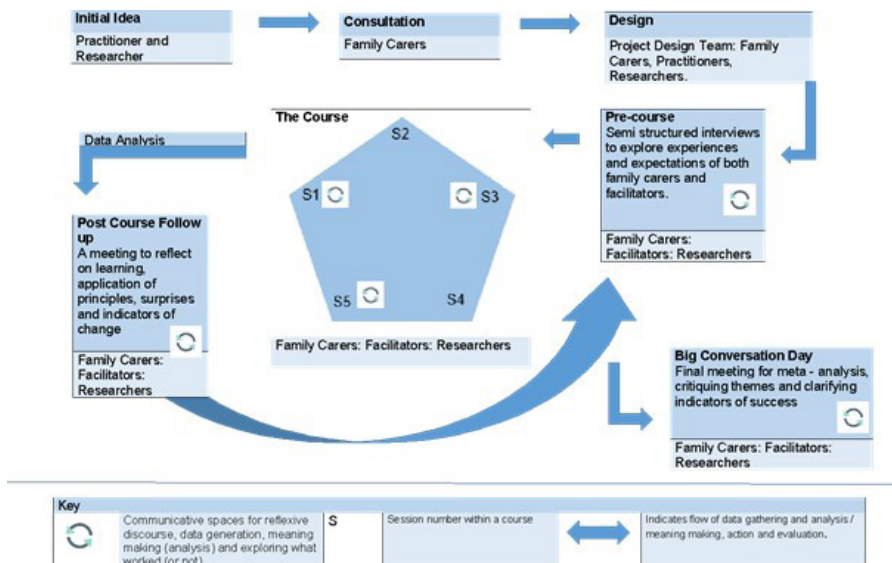 Initial Idea
Practitioner and
Researcher
Consultation
Family Carers
Design
Project Design Team: Family
Carers, Practitioners,
Researchers.
Pre-course
Semi structured interviews
to explore experiences
and expectations of both
family carers and
facilitators.
Family Carers:
Facilitators: Researchers
The Course
S1
S2
S3
S4
S5
Family Carers: Facilitators: Researchers
Data Analysis
Post Course Follow
up
A meeting to reflect
on learning,
application of
principles, surprises
and indicators of
change
Family Carers:
Facilitators:
Researchers
Big Conversation Day
Final meeting for meta - analysis,
critiquing themes and clarifying
indicators of success
Family Carers: Facilitators:
Researchers
Key
Communicative spaces for reflexive
discourse, data generation, meaning
making (analysis) and exploring what
worked (or not)
S
Session number within a course
Indicates flow of data gathering and analysis /
meaning making, action and evaluation.